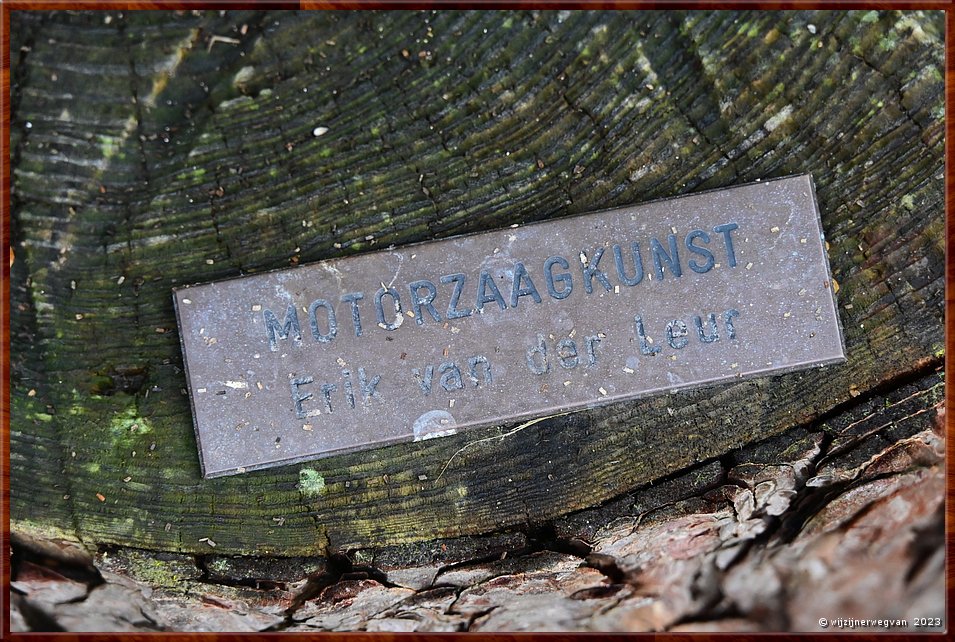 MOTORZAAGKUNST
Erik van der Leur
© wijzijnerwegvan 2023